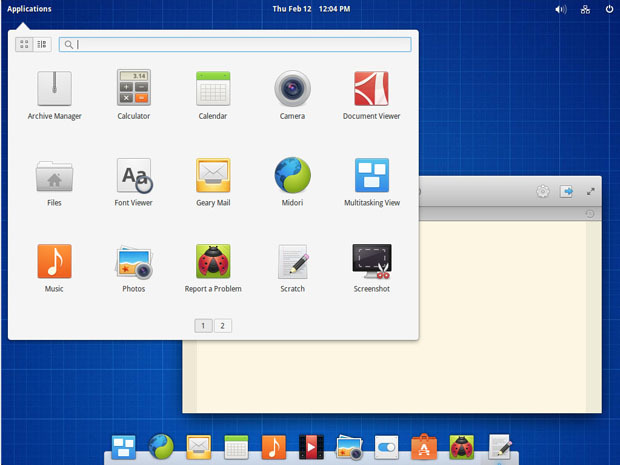 Applications
Thu Feb 12 12:04 PM
3.14
Archive Manager
Calculator
Calendar
Camera
Document Viewer
Aa
Files
Font Viewer
Geary Mail
Midori
Multitasking View
Music
Photos
Report a Problem
Scratch
Screenshot
1
2